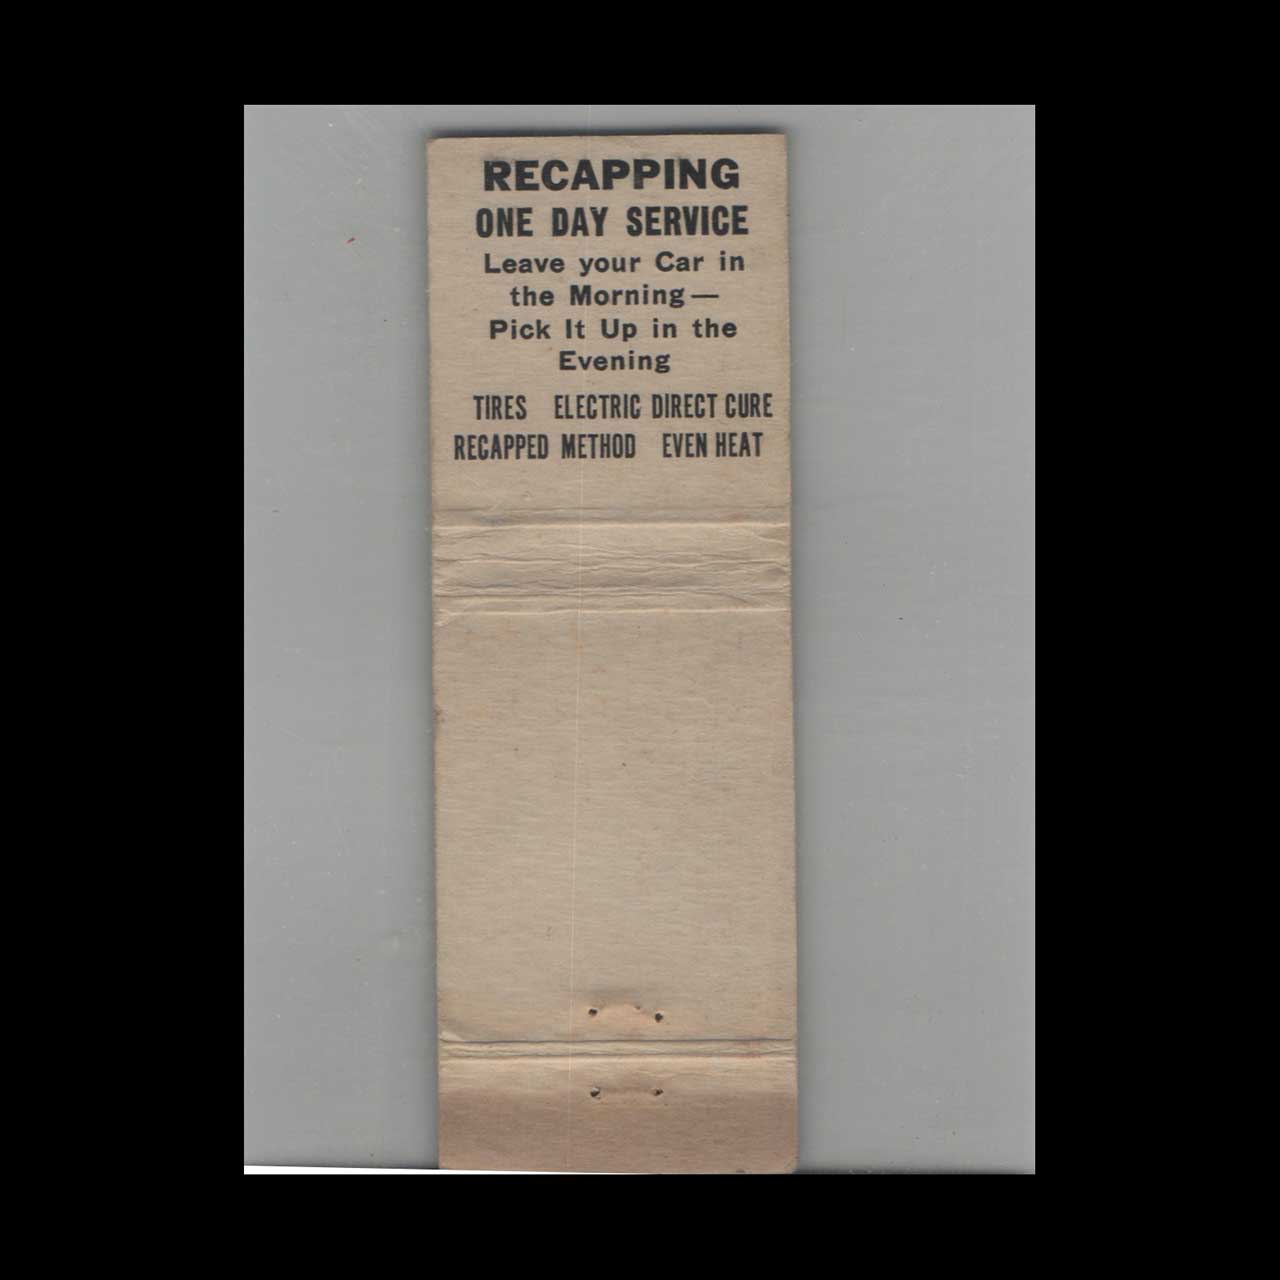 RECAPPING
ONE DAY SERVICE
Leave your Car in
the Morning—
Pick It Up in the
Evening
TIRES ELECTRIC DIRECT CURE
RECAPPED METHOD EVEN HEAT